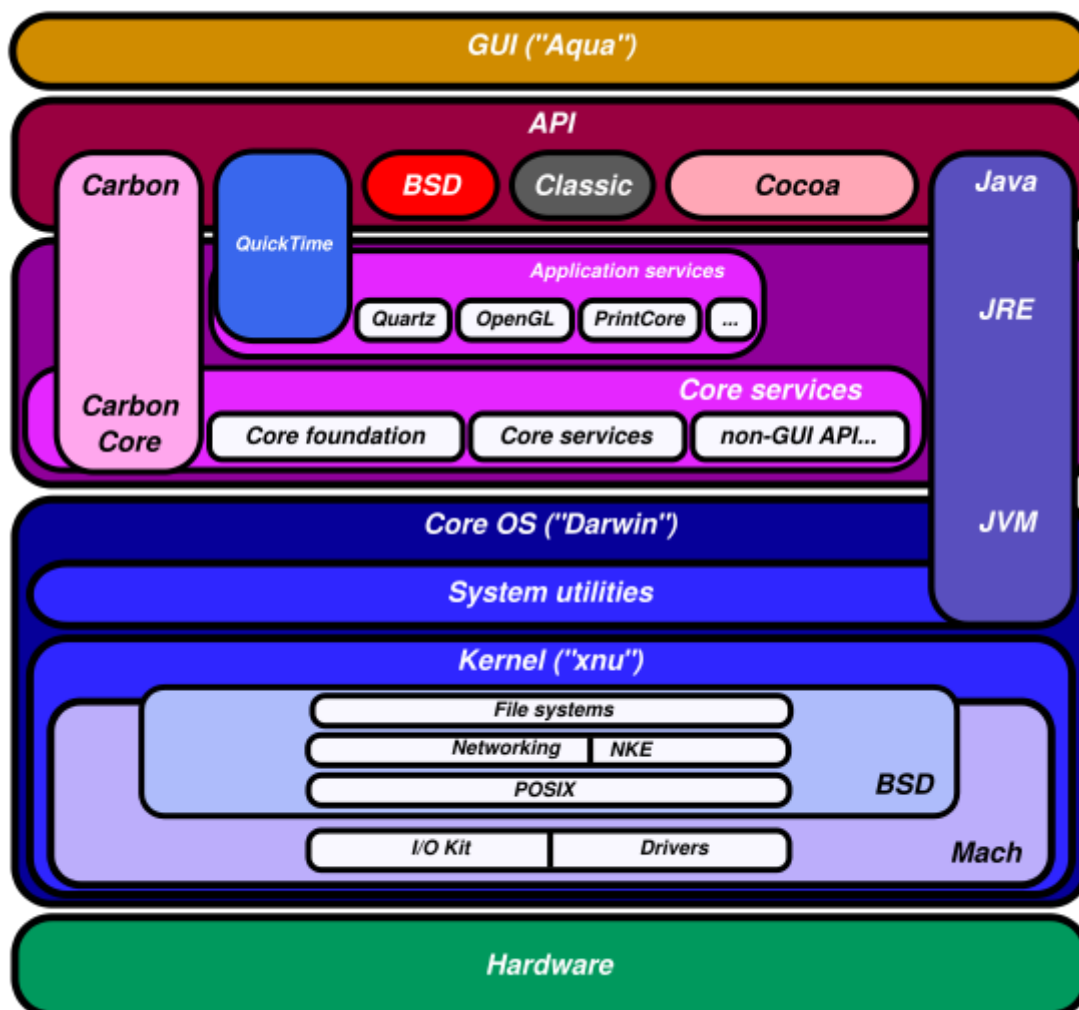 GUI ("Aqua")
API
Carbon
QuickTime
BSD
Classic
Cocoa
Java
Application services
Quartz
OpenGL
PrintCore
...
JRE
Core services
Carbon
Core
Core foundation
Core services
non-GUI API...
Core OS ("Darwin")
JVM
System utilities
Kernel ("xnu")
File systems
Networking
NKE
POSIX
BSD
I/O Kit
Drivers
Mach
Hardware